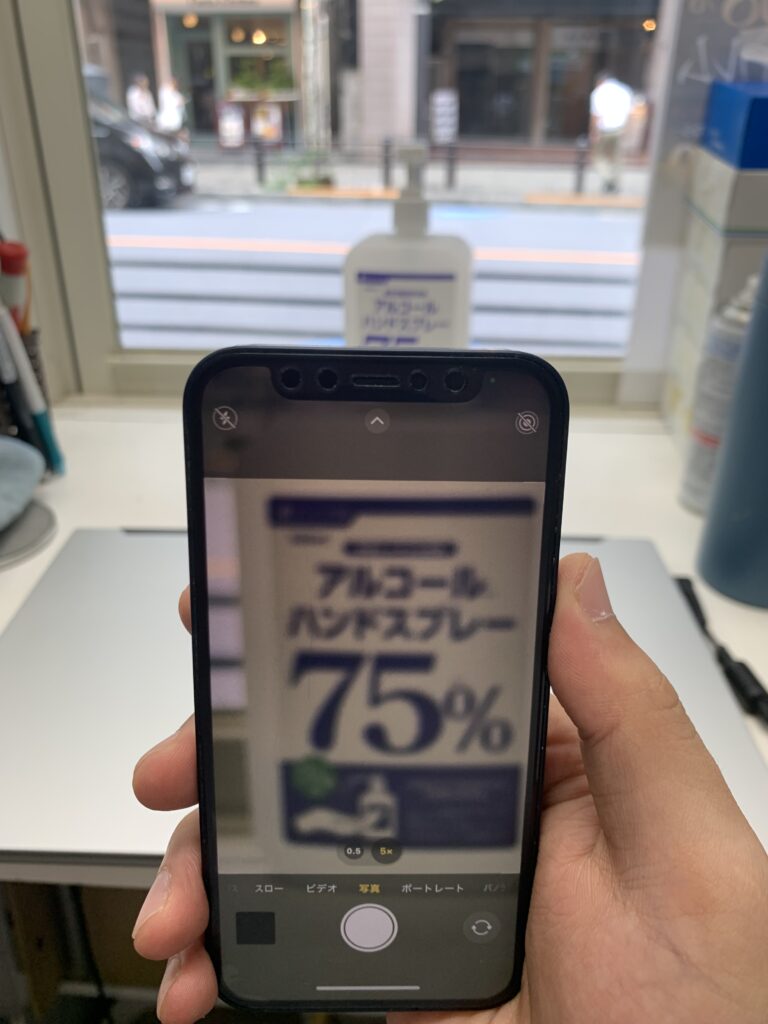 アルコール
ハンドスプレー
アルコール
ハンドスプレー
75%
0.5
5×
スロー
ビデオ
写真
ポートレート